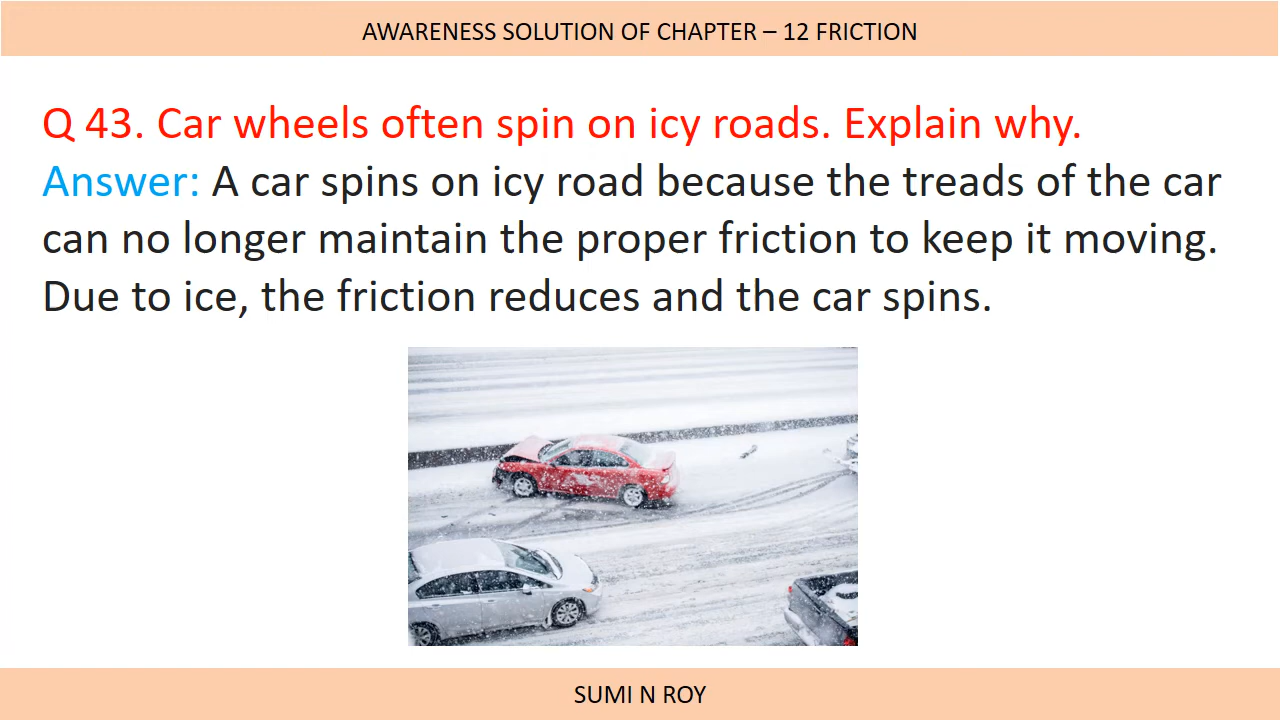 AWARENESS SOLUTION OF CHAPTER – 12 FRICTION
Q 43. Car wheels often spin on icy roads. Explain why.
Answer: A car spins on icy road because the treads of the car
can no longer maintain the proper friction to keep it moving.
Due to ice, the friction reduces and the car spins.
SUMI N ROY